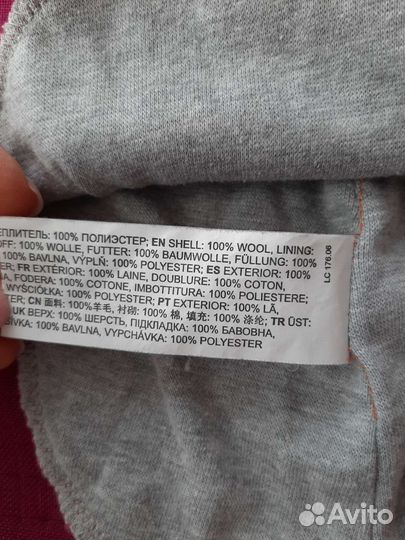 ЕПЛИТЕЛЬ: 100% ПОЛИЭСТЕР; EN SHELL: 100% WOOL, LINING:
OFF: 100% WOLLE, FUTTER: 100% BAUMWOLLE, FÜLLUNG: 100%
100% BAVLNA, VÝPLŇ: 100% POLYESTER; ES EXTERIOR: 100%
ER; FR EXTÉRIEUR: 100% LAINE, DOUBLURE: 100% COTON,
NA, FODERA: 100% COTONE, IMBOTTITURA: 100% POLIESTERE;
WYŚCIÓŁKA: 100% POLYESTER; PT EXTERIOR: 100% LÃ,
ER; CN 面料: 100%羊毛, 衬砌: 100% 棉, 填充: 100% 涤纶; TR ÜST:
UK ВЕРХ: 100% ШЕРСТЬ, ПІДКЛАДКА: 100% БАВОВНА,
ŠÍVKA: 100% BAVLNA, VYPCHÁVKA: 100% POLYESTER
LC 176.06
Avito